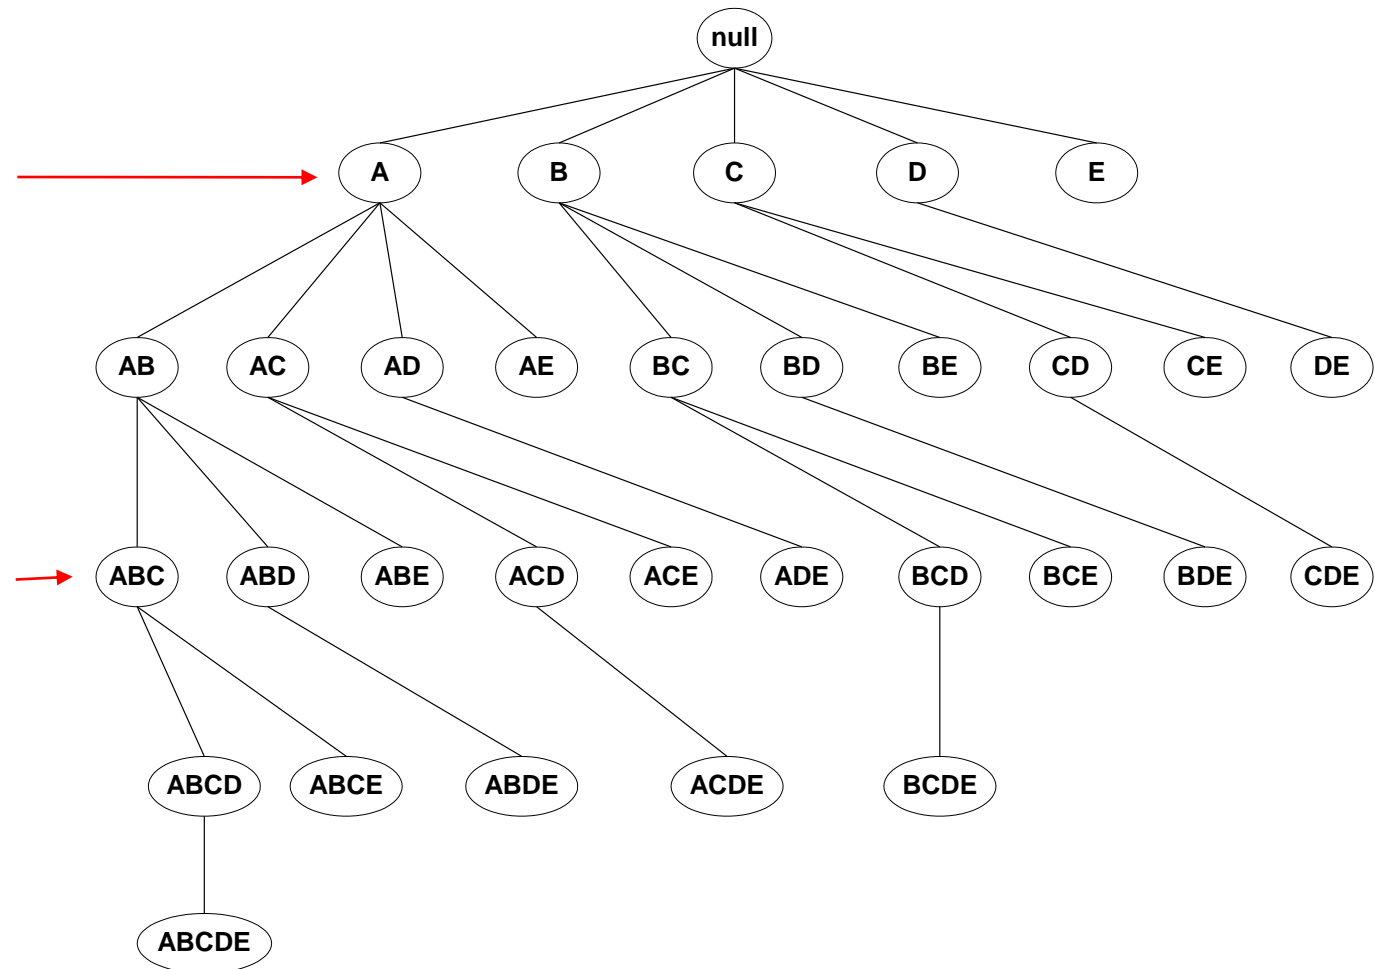 null
A B C D E
AB AC AD AE BC BD BE CD CE DE
ABC ABD ABE ACD ACE ADE BCD BCE BDE CDE
ABCD ABCE ABDE ACDE BCDE
ABCDE